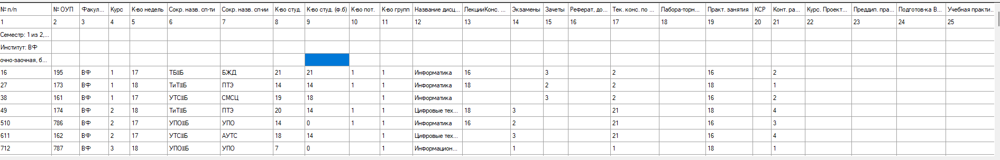 № п/п № ОУП Факул... Курс К-во недель Сокр. назв. сп-ти Сокр. назв. сп-ии К-во студ. К-во студ. (ф.б) К-во пот. К-во групп Название дисц... ЛекцииКонс. ... Экзамены Зачеты Реферат, до... Тек. конс. по ... Лабора-торн... Практ. занятия КСР Конт. ра... Курс. Проект... Преддип. пра... Подготов-ка В... Учебная практи...
1 2 3 4 5 6 7 8 9 10 11 12 13 14 15 16 17 18 19 20 21 22 23 24 25
Семестр: 1 из 2,...
Институт: ВФ
очно-заочная, б...
16 195 ВФ 1 17 ТБ Б БЖД 21 21 1 1 Информатика 16 3 2 16 2
27 173 ВФ 1 18 ТиТ Б ПТЭ 14 14 1 1 Информатика 18 2 2 18 1
38 161 ВФ 1 17 УТС Б СМСЦ 19 18 1 Информатика 3 2 16 2
49 174 ВФ 2 18 ТиТ Б ПТЭ 20 14 1 1 Цифровые тех... 18 3 21 18 4
510 786 ВФ 2 17 УПО Б УПО 14 0 1 1 Информатика 16 2 21 16 3
611 162 ВФ 2 17 УТС Б АУТС 18 14 1 Цифровые тех... 3 21 16 4
712 787 ВФ 3 18 УПО Б УПО 7 0 1 Информацион... 1 1 18 1